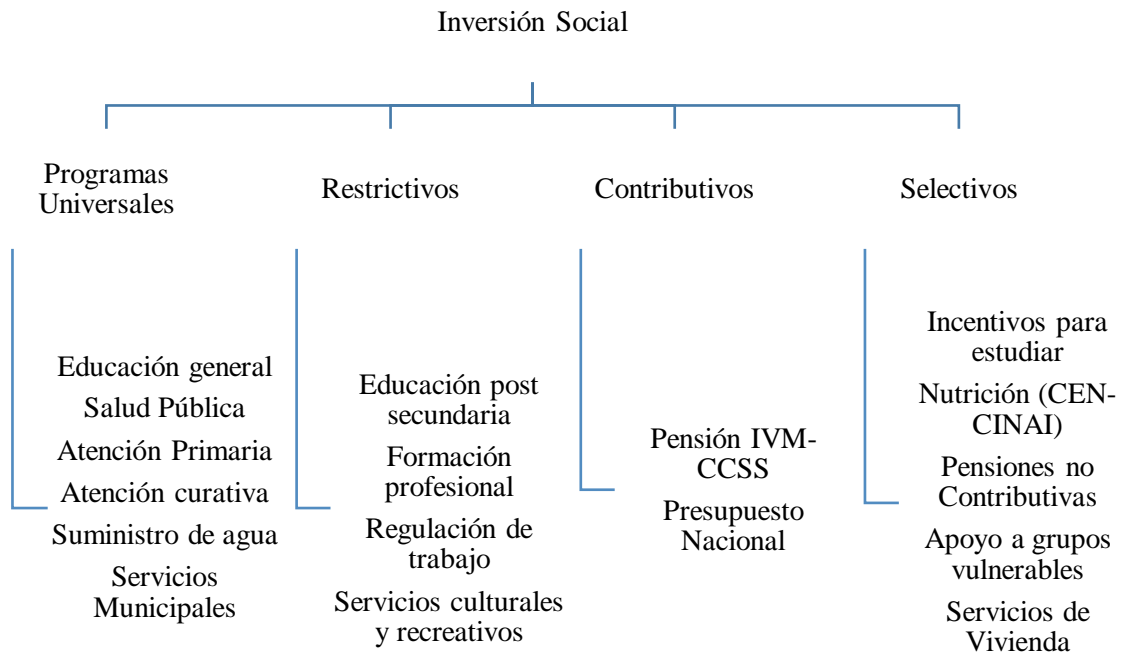 Inversión Social
Programas
Universales
Restrictivos
Contributivos
Selectivos
Educación general
Salud Pública
Atención Primaria
Atención curativa
Suministro de agua
Servicios
Municipales
Educación post
secundaria
Formación
profesional
Regulación de
trabajo
Servicios culturales
y recreativos
Pensión IVM-
CCSS
Presupuesto
Nacional
Incentivos para
estudiar
Nutrición (CEN-
CINAI)
Pensiones no
Contributivas
Apoyo a grupos
vulnerables
Servicios de
Vivienda